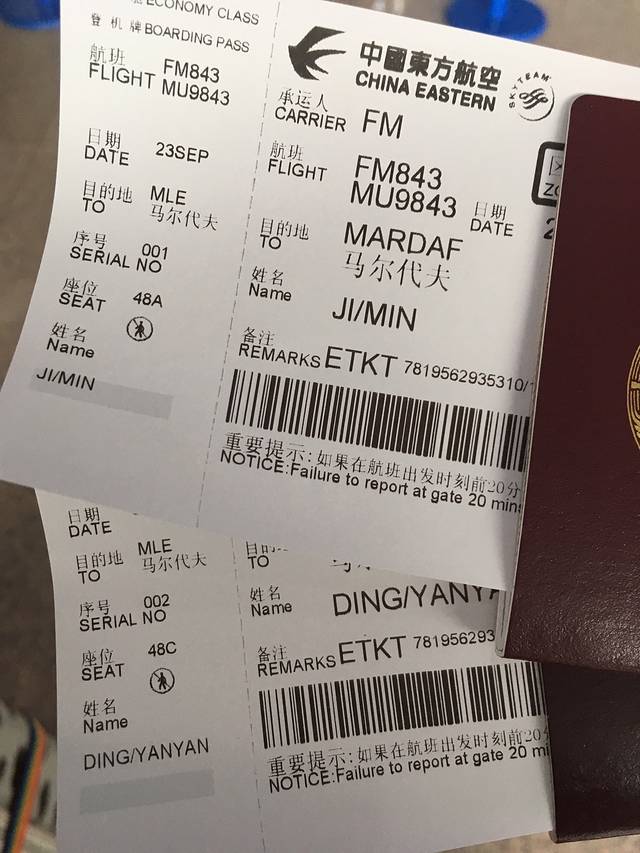 ECONOMY CLASS
登机牌 BOARDING PASS
航班
FLIGHT
FM843
MU9843
日期
DATE
23SEP
目的地
TO
MLE
马尔代夫
序号
SERIAL NO
001
座位
SEAT
48A
姓名
Name
JI/MIN
中國東方航空
CHINA EASTERN
SKYTEAM
承运人
CARRIER
FM
航班
FLIGHT
FM843
MU9843
日期
DATE
目的地
TO
MARDAF
马尔代夫
姓名
Name
JI/MIN
备注
REMARKS ETKT 7819562935310/
重要提示:如果在航班出发时刻前20分
NOTICE:Failure to report at gate 20 mins
日期
DATE
目的地
TO
MLE
马尔代夫
序号
SERIAL NO
002
座位
SEAT
48C
姓名
Name
DING/YANYAN
TO
姓名
Name
DING/YANYA
备注
REMARKS ETKT 781956293
重要提示:如果在航班出发时刻前20
NOTICE:Failure to report at gate 20 mi